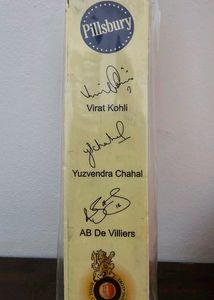 Pillsbury
Virat Kohli
Yuzvendra Chahal
AB De Villiers